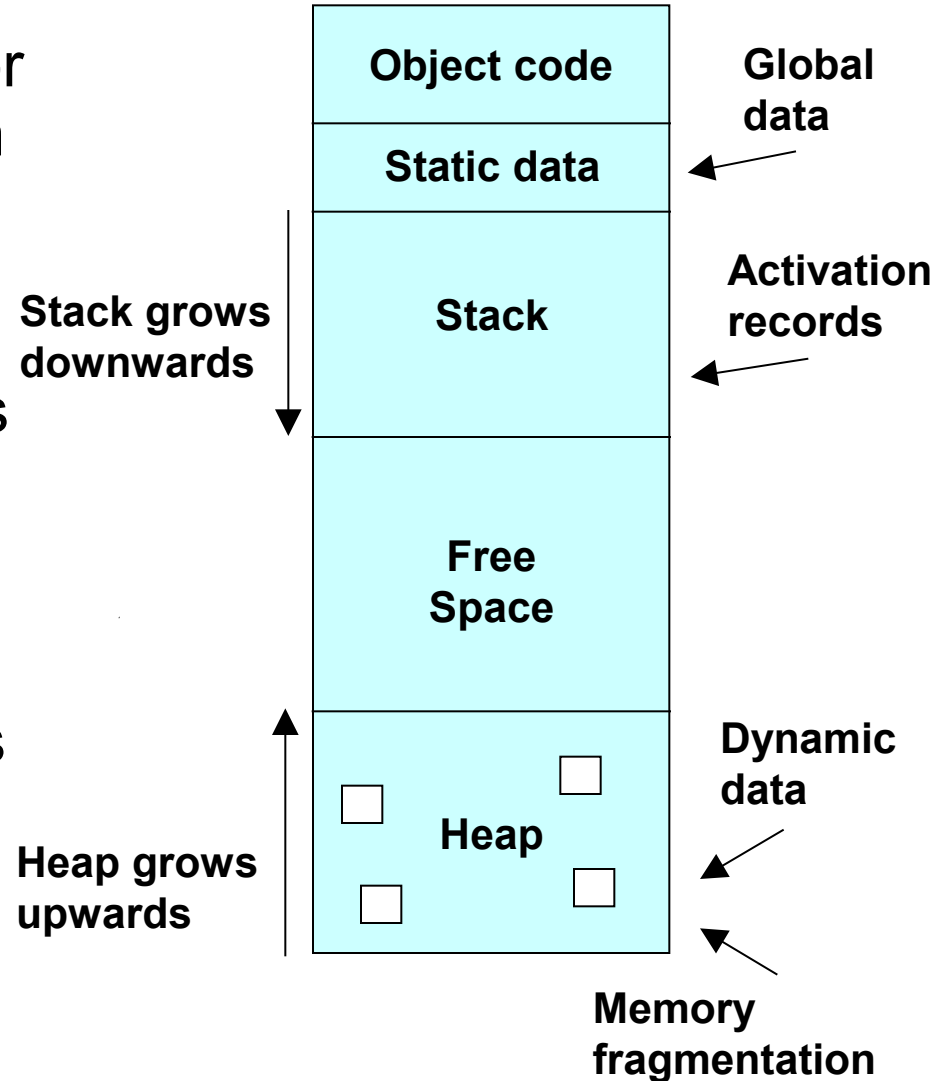 Object code
Global
data
Static data
Stack grows
downwards
Stack
Activation
records
s
Free
Space
s
Heap grows
upwards
Heap
Dynamic
data
Memory
fragmentation